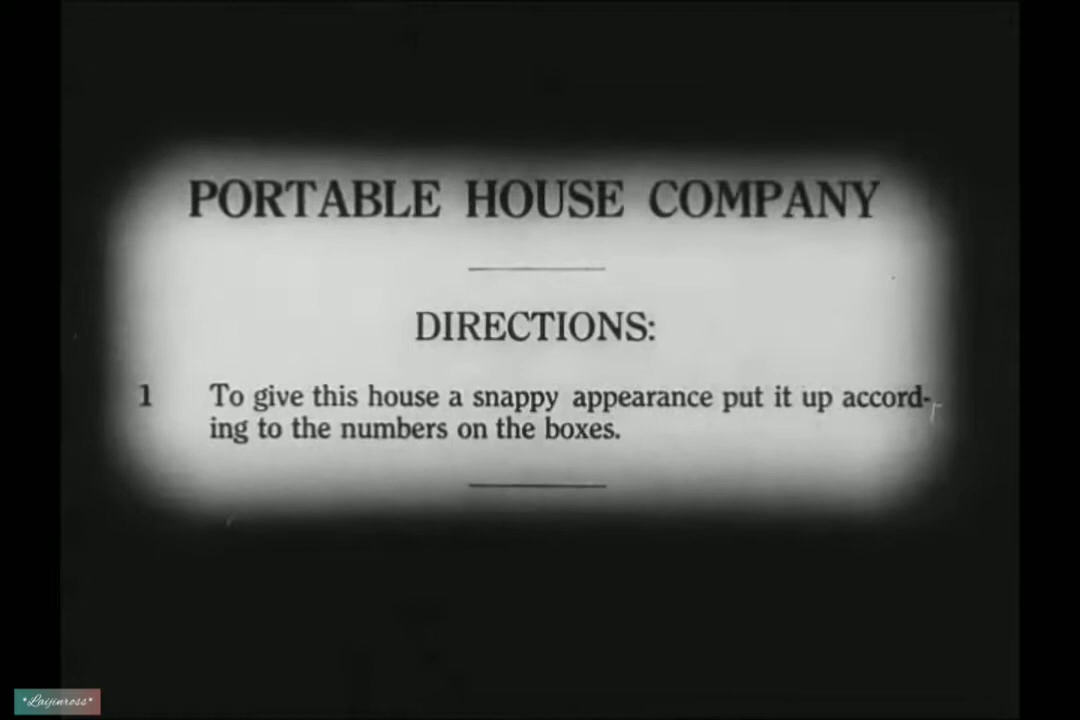 PORTABLE HOUSE COMPANY
DIRECTIONS:
1 To give this house a snappy appearance put it up accord-
ing to the numbers on the boxes.
*Laijinross*